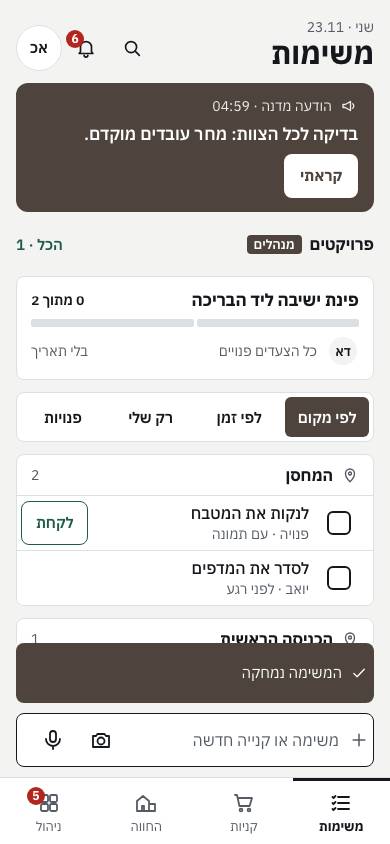 שני · 23.11
משימות
6
אכ
הודעה מדנה · 04:59
בדיקה לכל הצוות: מחר עובדים מוקדם.
קראתי
פרויקטים
מנהלים
הכל · 1
פינת ישיבה ליד הבריכה
0 מתוך 2
דא
כל הצעדים פנויים
בלי תאריך
לפי מקום
לפי זמן
רק שלי
פנויות
המחסן
2
לנקות את המטבח
פנויה · עם תמונה
לקחת
לסדר את המדפים
יואב · לפני רגע
הכניסה הראשית
1
המשימה נמחקה
משימה או קנייה חדשה
משימות
קניות
החווה
5
ניהול